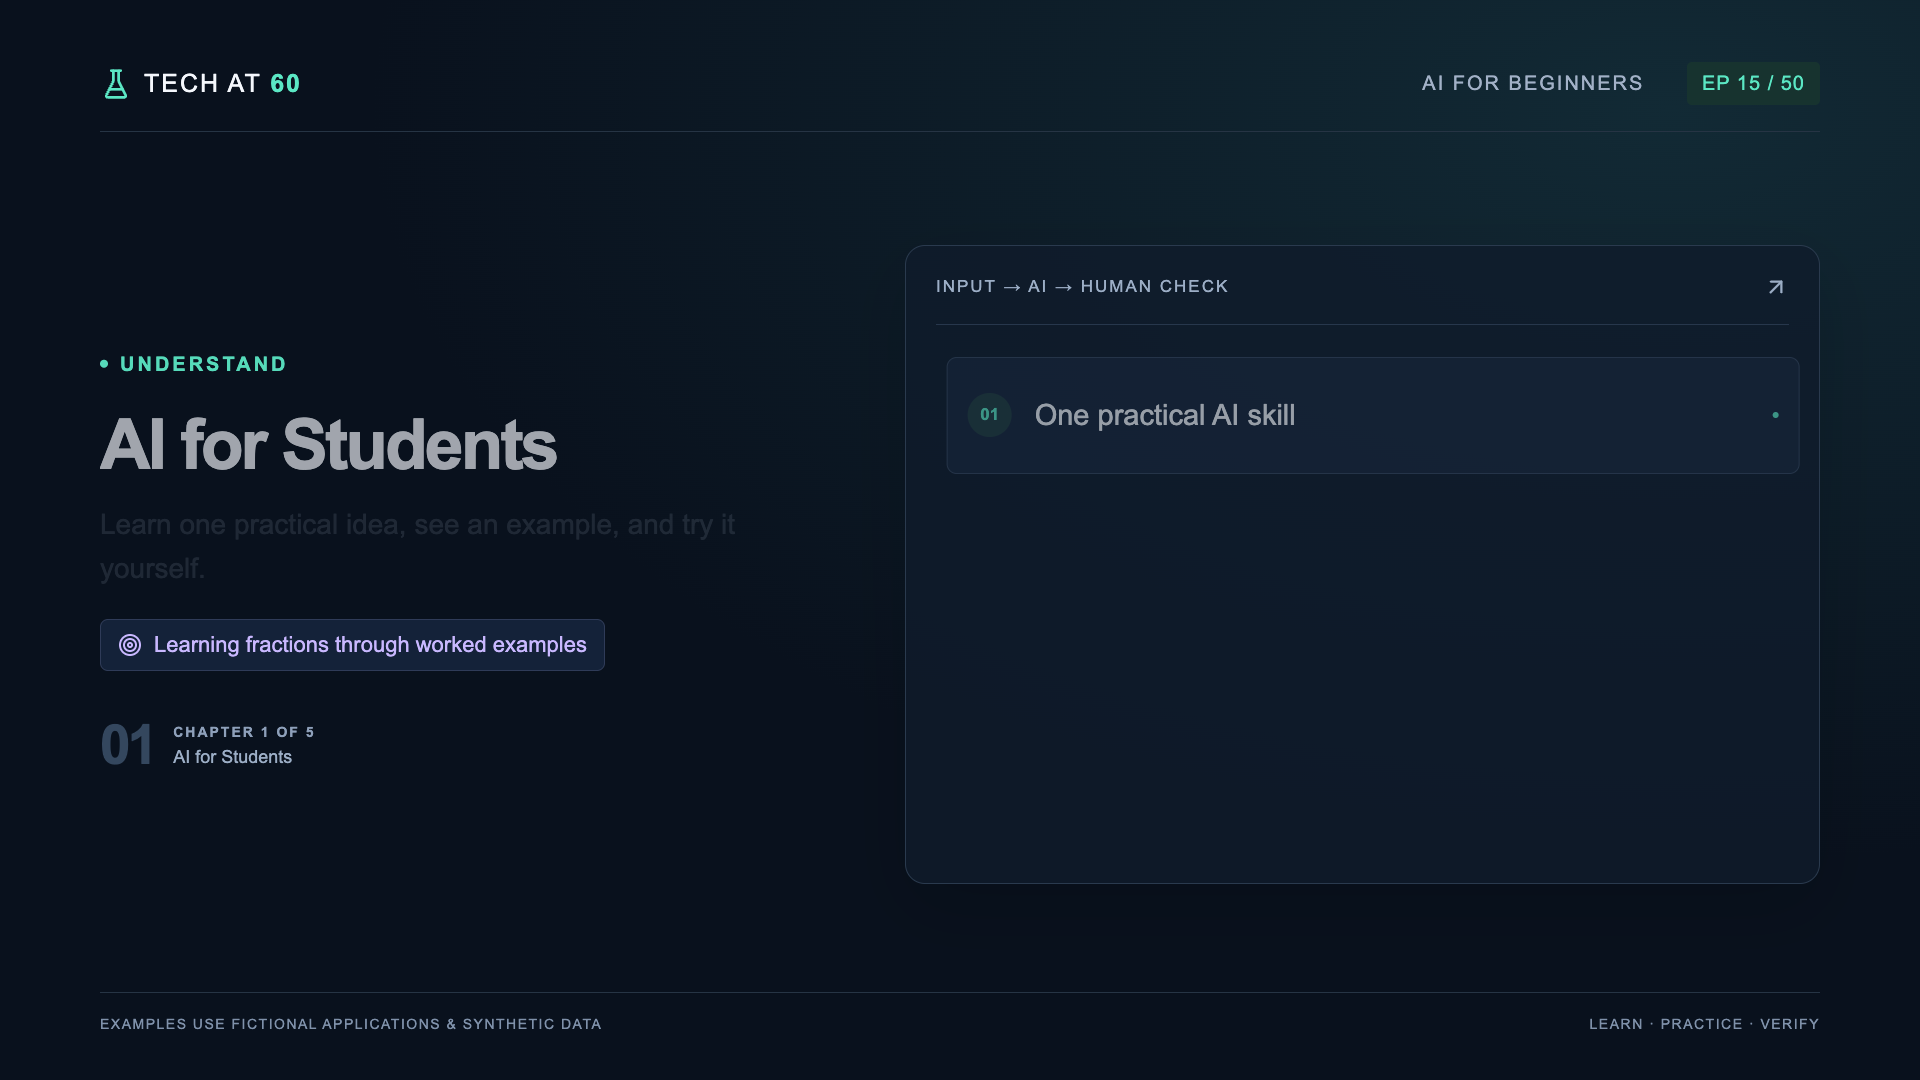 TECH AT 60
AI FOR BEGINNERS
EP 15 / 50
UNDERSTAND
AI for Students
Learn one practical idea, see an example, and try it
yourself.
Learning fractions through worked examples
01
CHAPTER 1 OF 5
AI for Students
INPUT → AI → HUMAN CHECK
01
One practical AI skill
EXAMPLES USE FICTIONAL APPLICATIONS & SYNTHETIC DATA
LEARN · PRACTICE · VERIFY